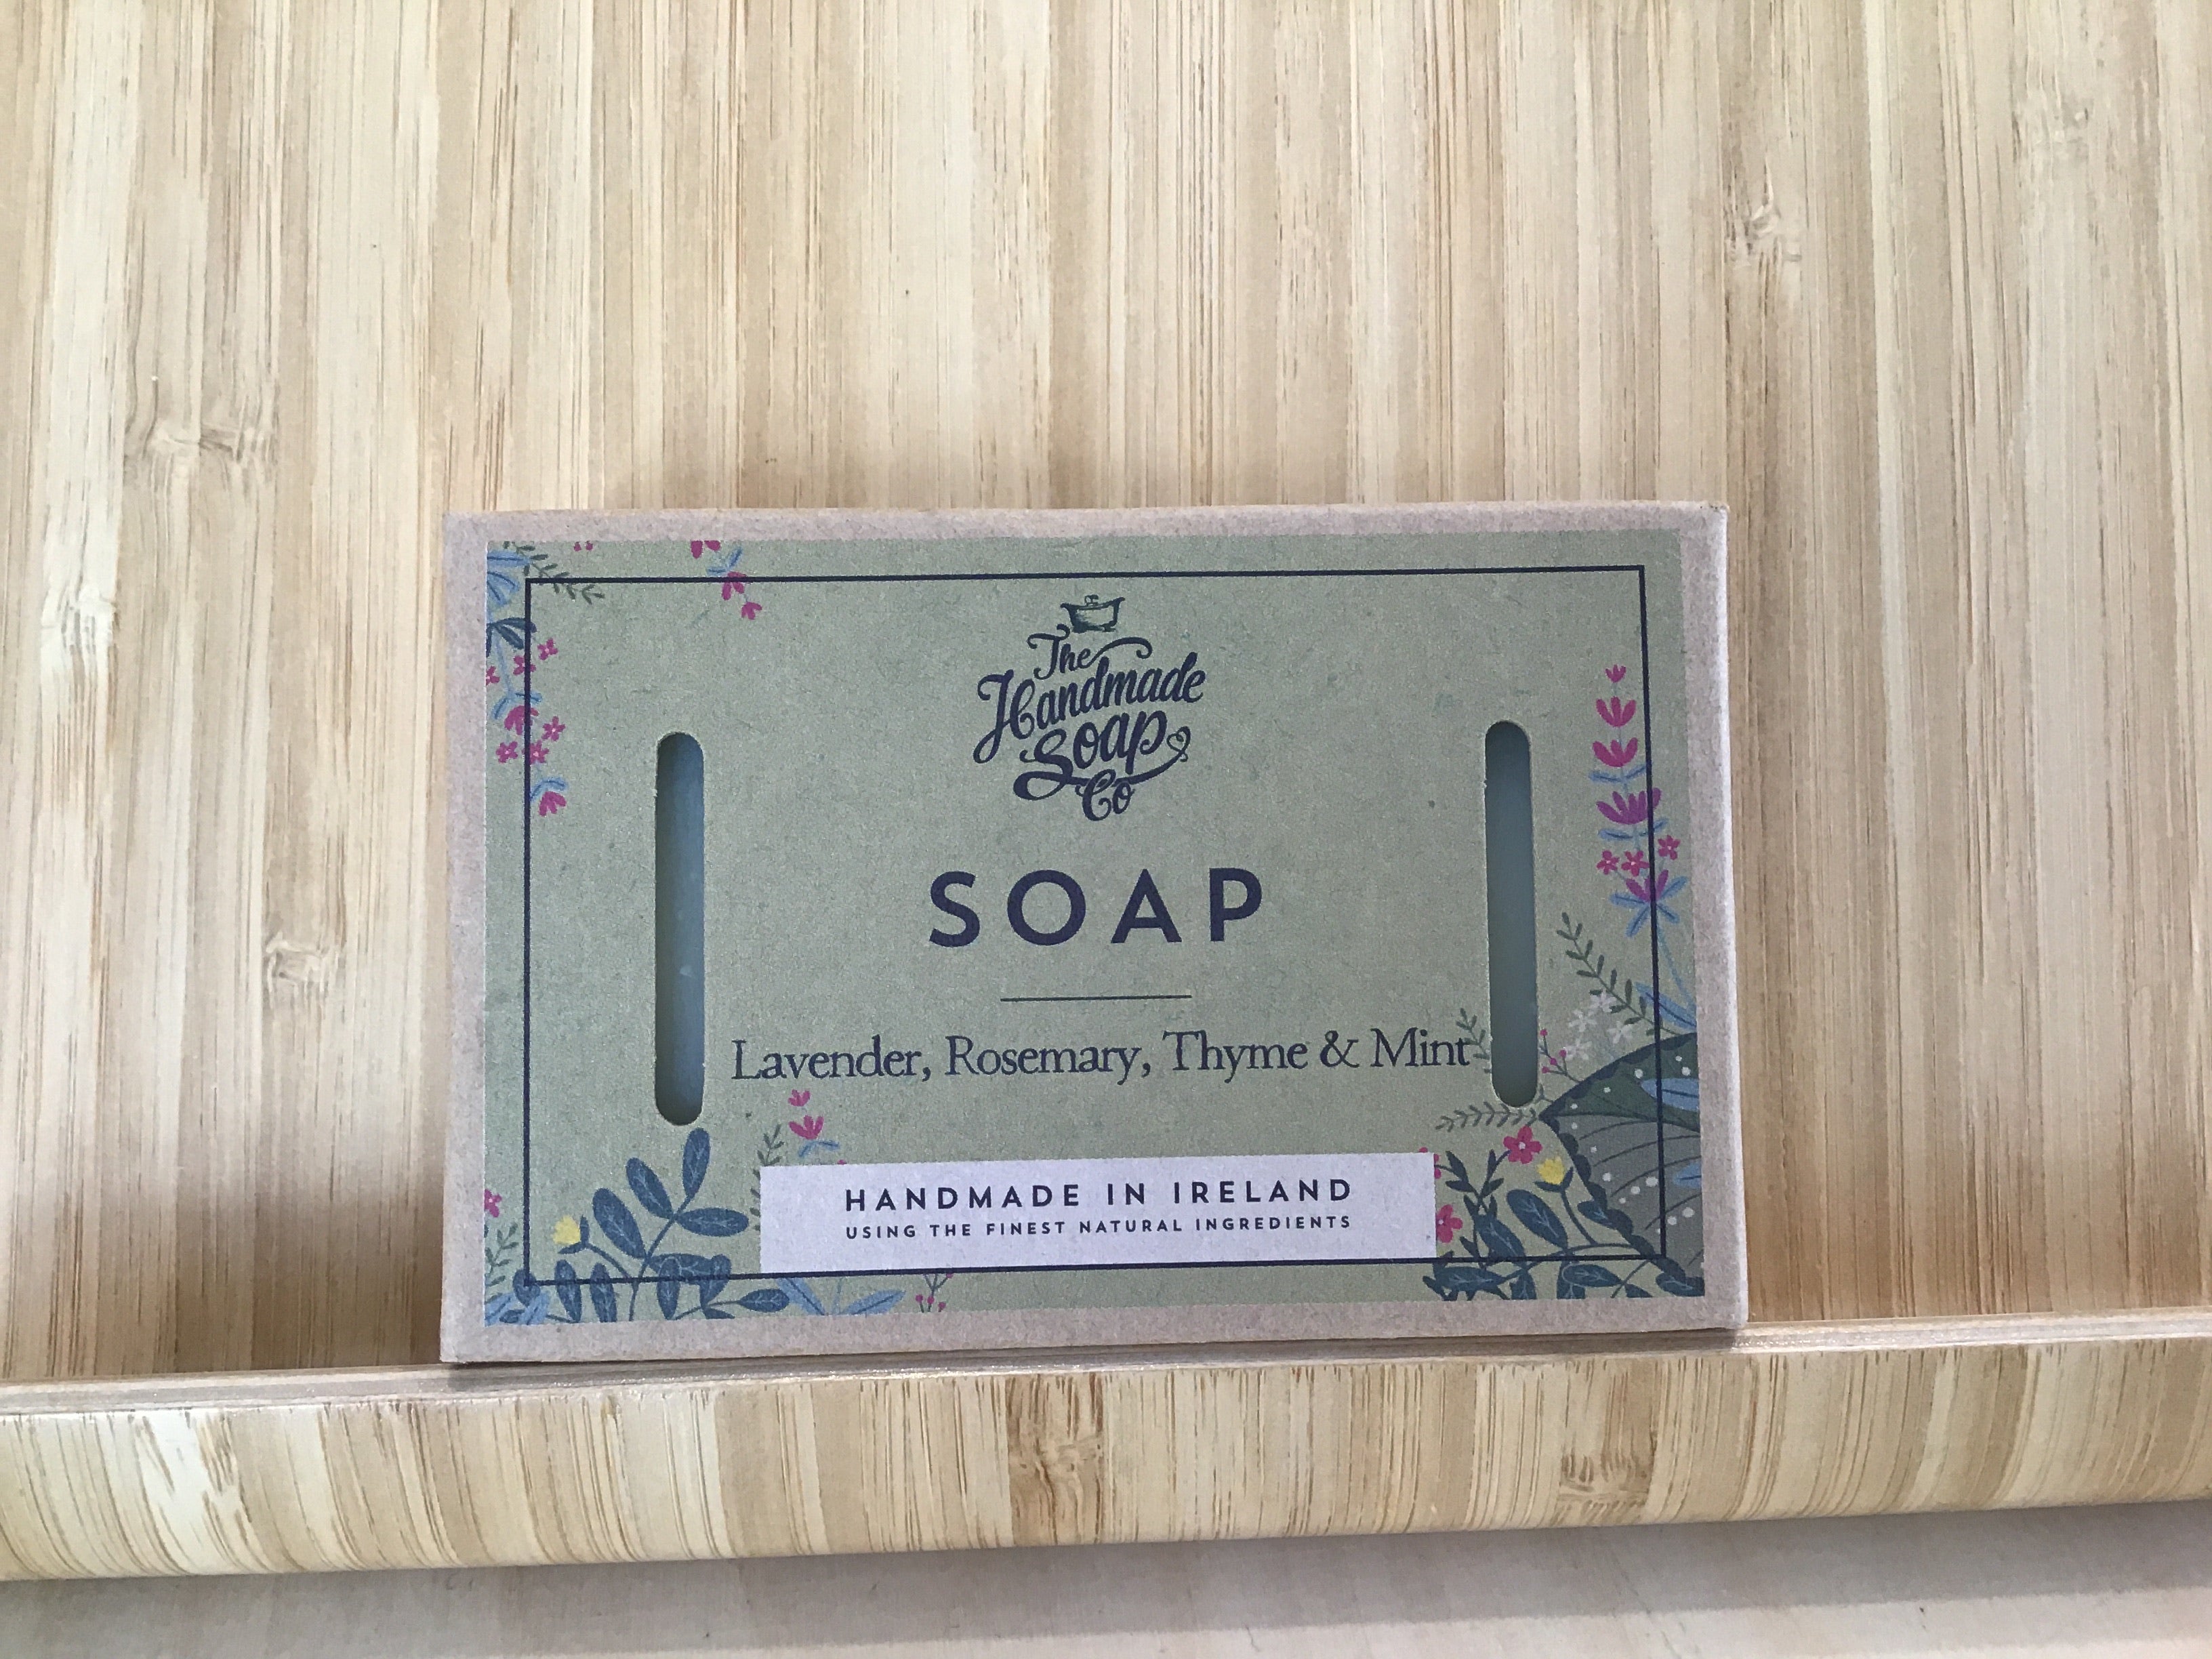 The
Handmade
Soap
Co
SOAP
Lavender, Rosemary, Thyme & Mint
HANDMADE IN IRELAND
USING THE FINEST NATURAL INGREDIENTS